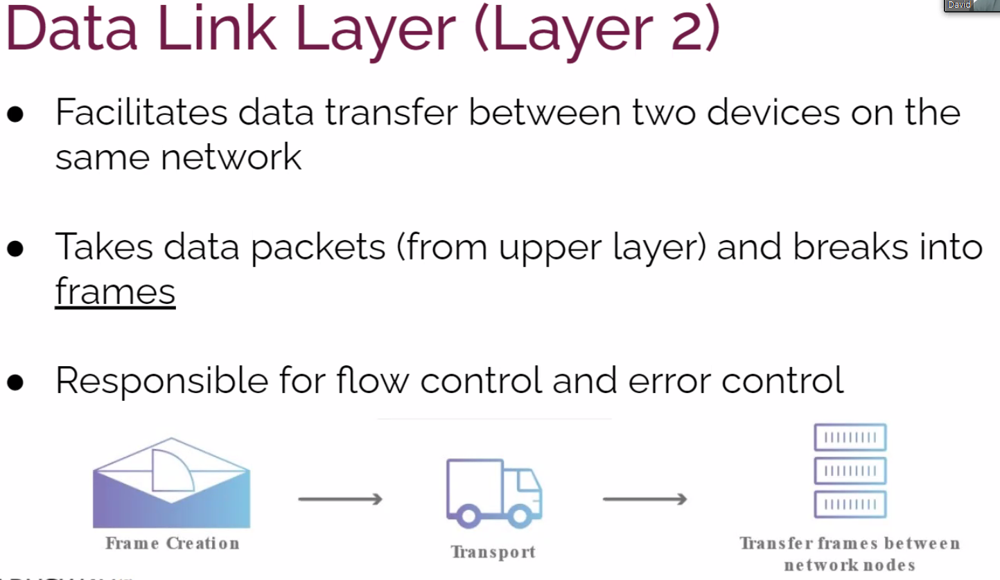 David
Data Link Layer (Layer 2)
● Facilitates data transfer between two devices on the
same network
● Takes data packets (from upper layer) and breaks into
frames
● Responsible for flow control and error control
Frame Creation
Transport
Transfer frames between
network nodes